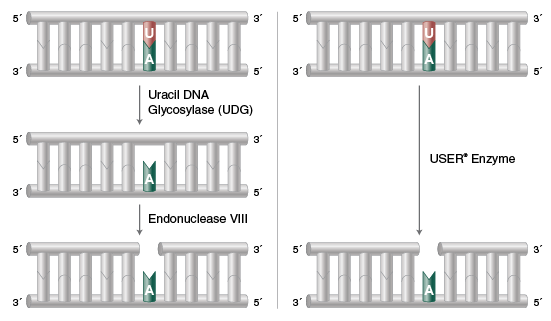 5´ 3´ 5´ 3´
U U
A A
3´ 5´ 3´ 5´
Uracil DNA
Glycosylase (UDG)
5´ 3´
USER® Enzyme
A
3´ 5´
Endonuclease VIII
5´ 3´ 5´ 3´
A A
3´ 5´ 3´ 5´